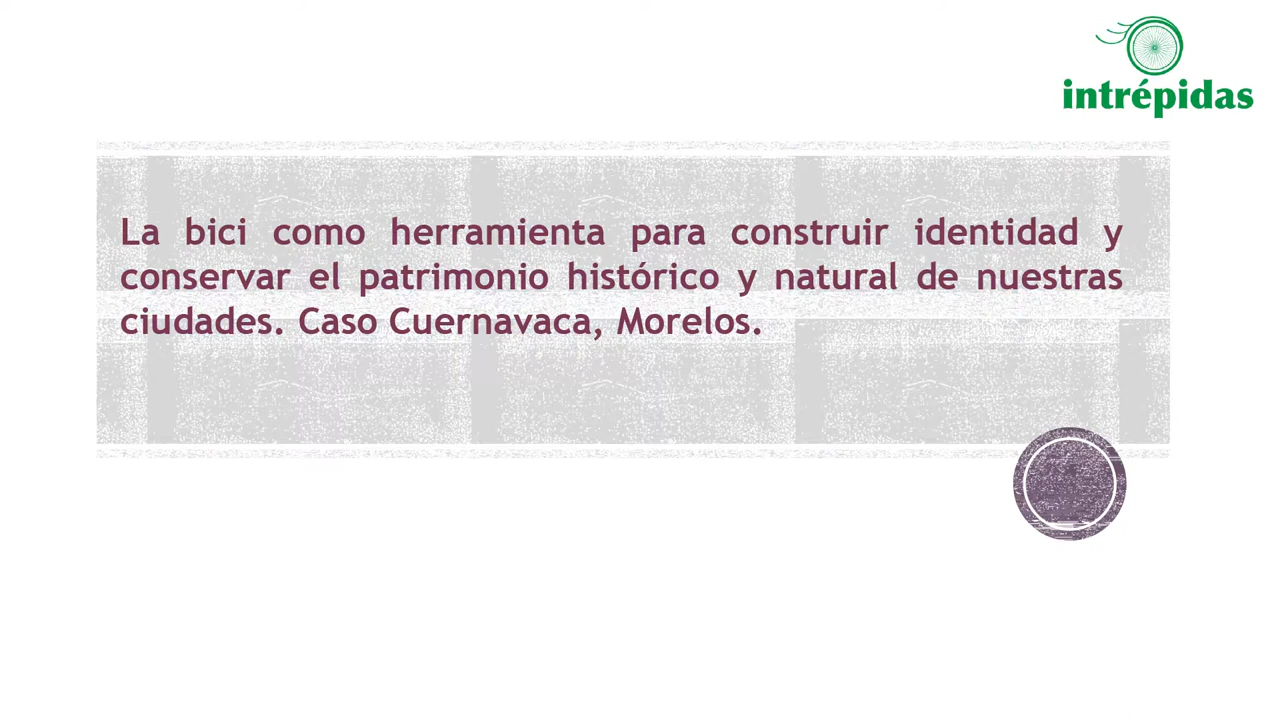 intrépidas
La bici como herramienta para construir identidad y
conservar el patrimonio histórico y natural de nuestras
ciudades. Caso Cuernavaca, Morelos.